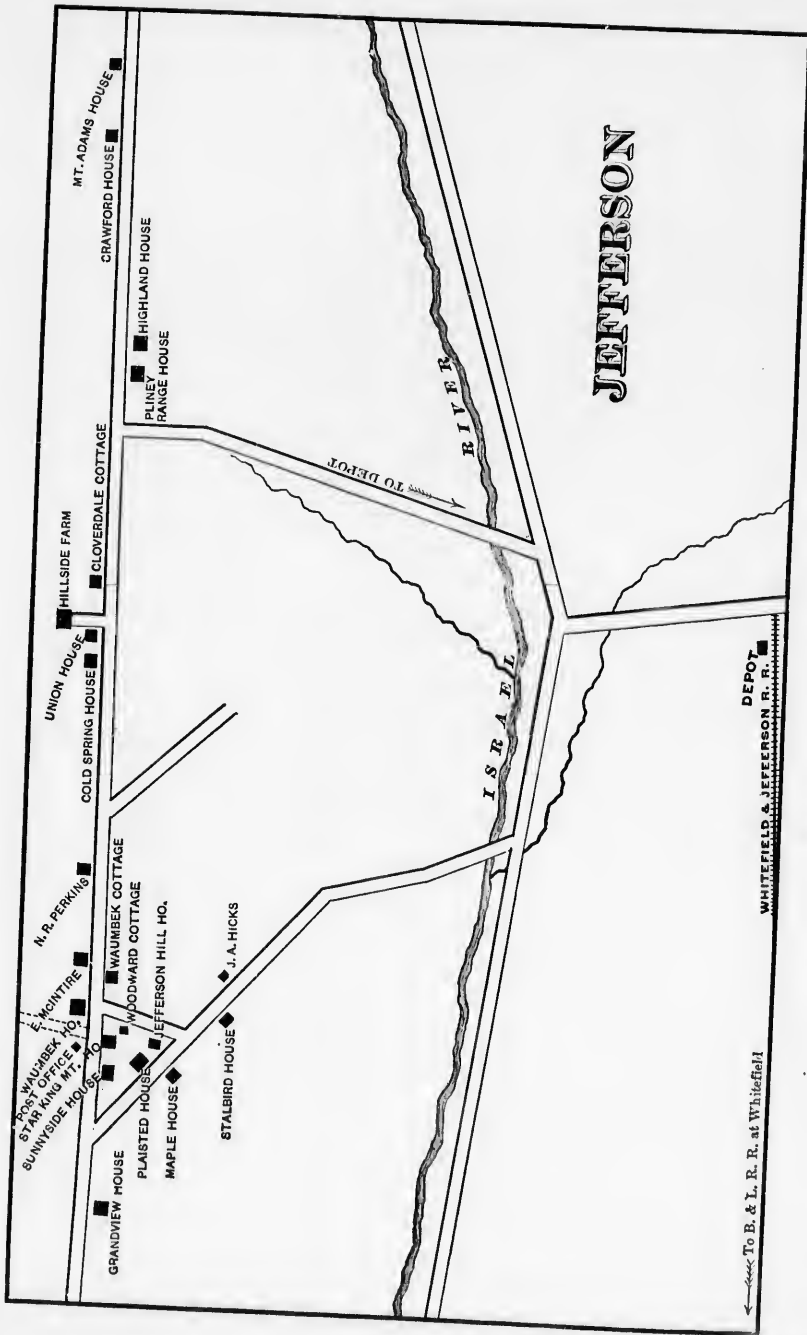 JEFFERSON
GRANDVIEW HOUSE
SUNNYSIDE HOUSE
STAR KING MT. HO.
POST OFFICE
WAUMBEK HO.
E. MCINTIRE
N. R. PERKINS
COLD SPRING HOUSE
UNION HOUSE
HILLSIDE FARM
CLOVERDALE COTTAGE
PLINEY
RANGE HOUSE
HIGHLAND HOUSE
CRAWFORD HOUSE
MT. ADAMS HOUSE
WAUMBEK COTTAGE
WOODWARD COTTAGE
JEFFERSON HILL HO.
PLAISTED HOUSE
MAPLE HOUSE
STALBIRD HOUSE
J. A. HICKS
TO DEPOT
ISRAEL RIVER
DEPOT
WHITEFIELD & JEFFERSON R. R.
To B. & L. R. R. at Whitefield